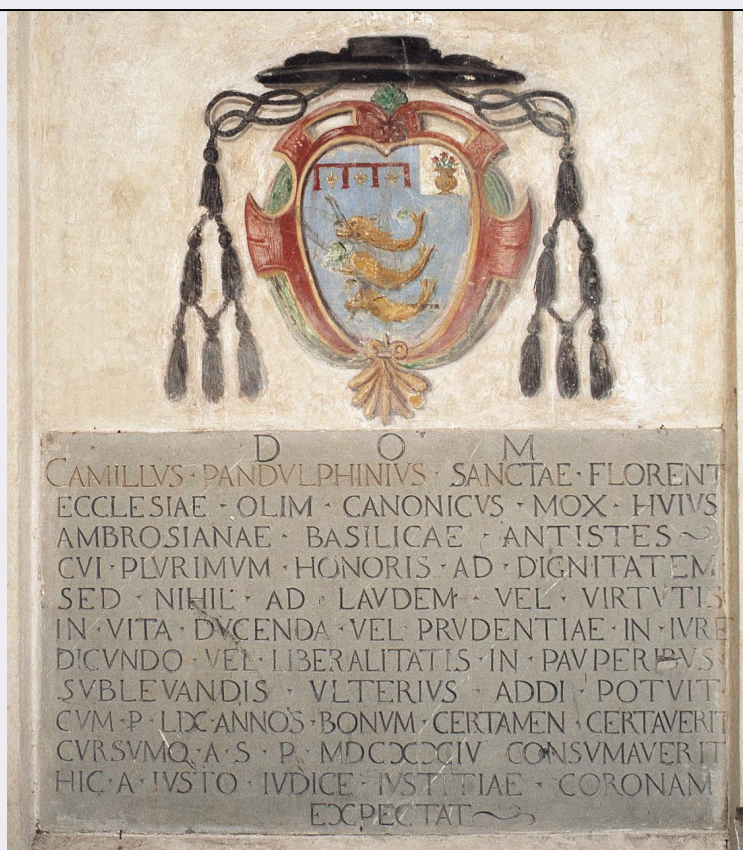 D O M
CAMILLVS · PANDVLPHINIVS · SANCTAE · FLORENT
ECCLESIAE · OLIM · CANONICVS · MOX · HVIVS
AMBROSIANAE · BASILICAE · ANTISTES
CVI · PLVRIMVM · HONORIS · AD · DIGNITATEM
SED · NIHIL · AD · LAVDEM · VEL · VIRTVTIS
IN · VITA · DVCENDA · VEL · PRVDENTIAE · IN · IVRE
DICVNDO · VEL · LIBERALITATIS · IN · PAVPERIBVS
SVBLEVANDIS · VLTERIVS · ADDI · POTVIT
CVM · P · LIX · ANNOS · BONVM · CERTAMEN · CERTAVERIT
CVRSVMQ · A · S · P · MDCXXXCIV CONSVMAVERIT
HIC · A · IVSTO · IVDICE · IVSTITIAE · CORONAM
EXPECTAT